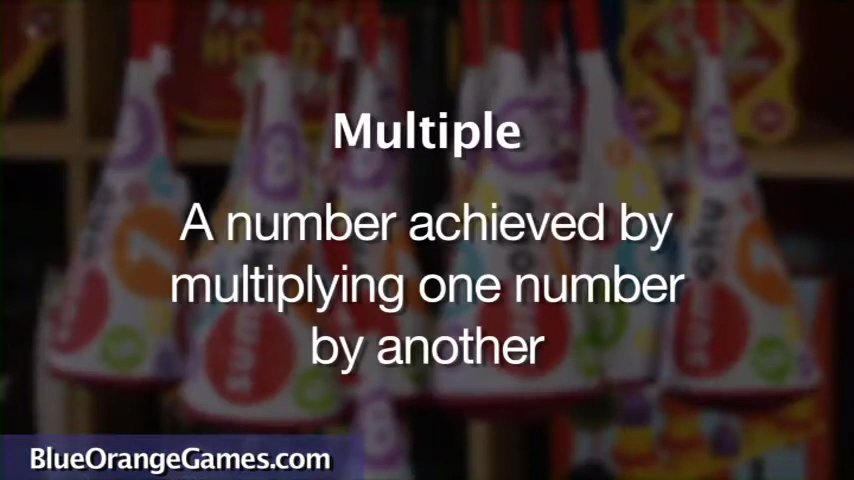 Multiple
A number achieved by
multiplying one number
by another
BlueOrangeGames.com